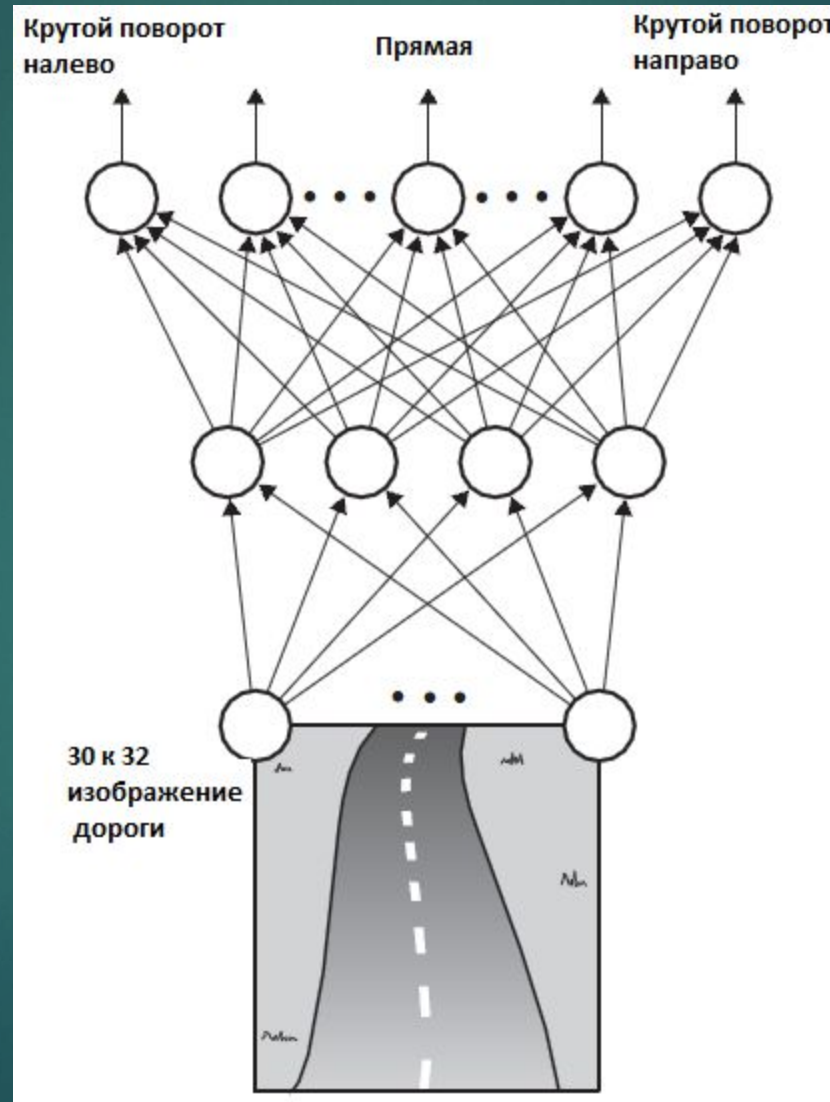 Крутой поворот
налево
Прямая
Крутой поворот
направо
30 к 32
изображение
дороги